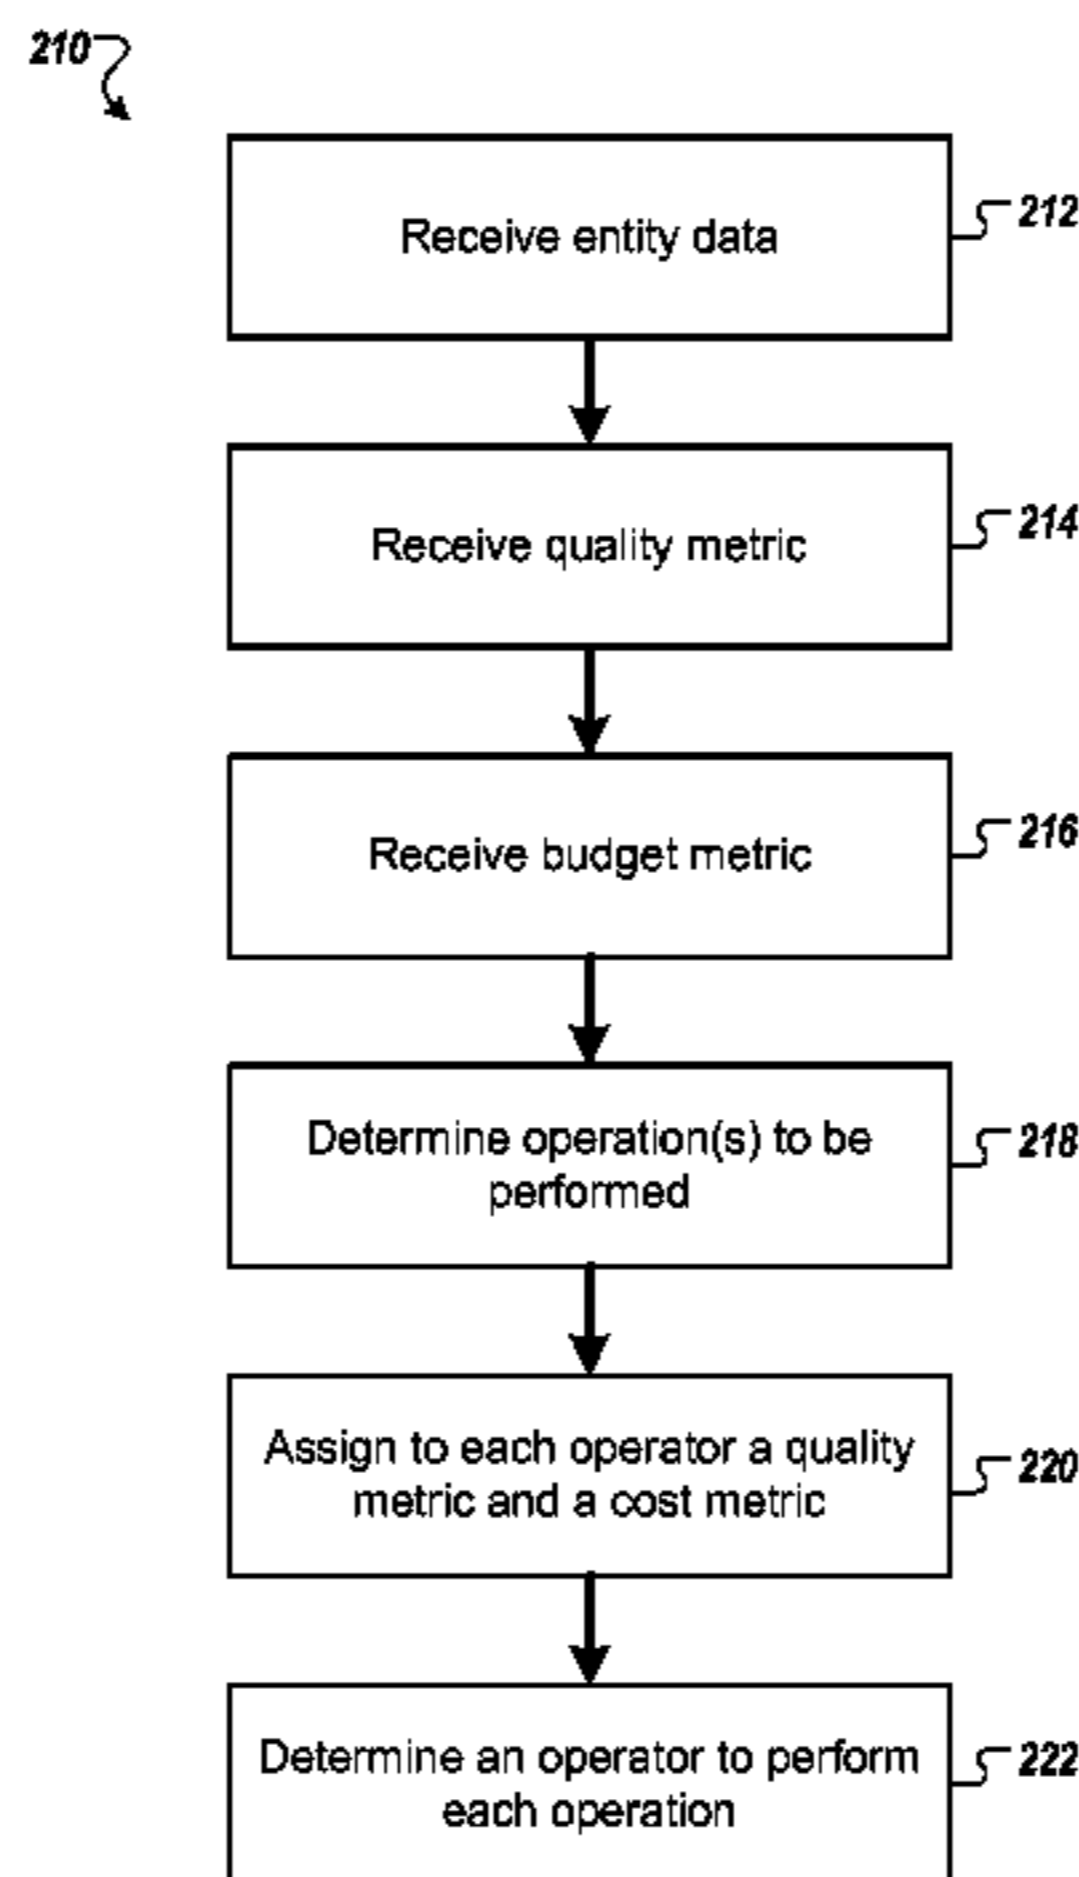 210
Receive entity data
212
Receive quality metric
214
Receive budget metric
216
Determine operation(s) to be
performed
218
Assign to each operator a quality
metric and a cost metric
220
Determine an operator to perform
each operation
222